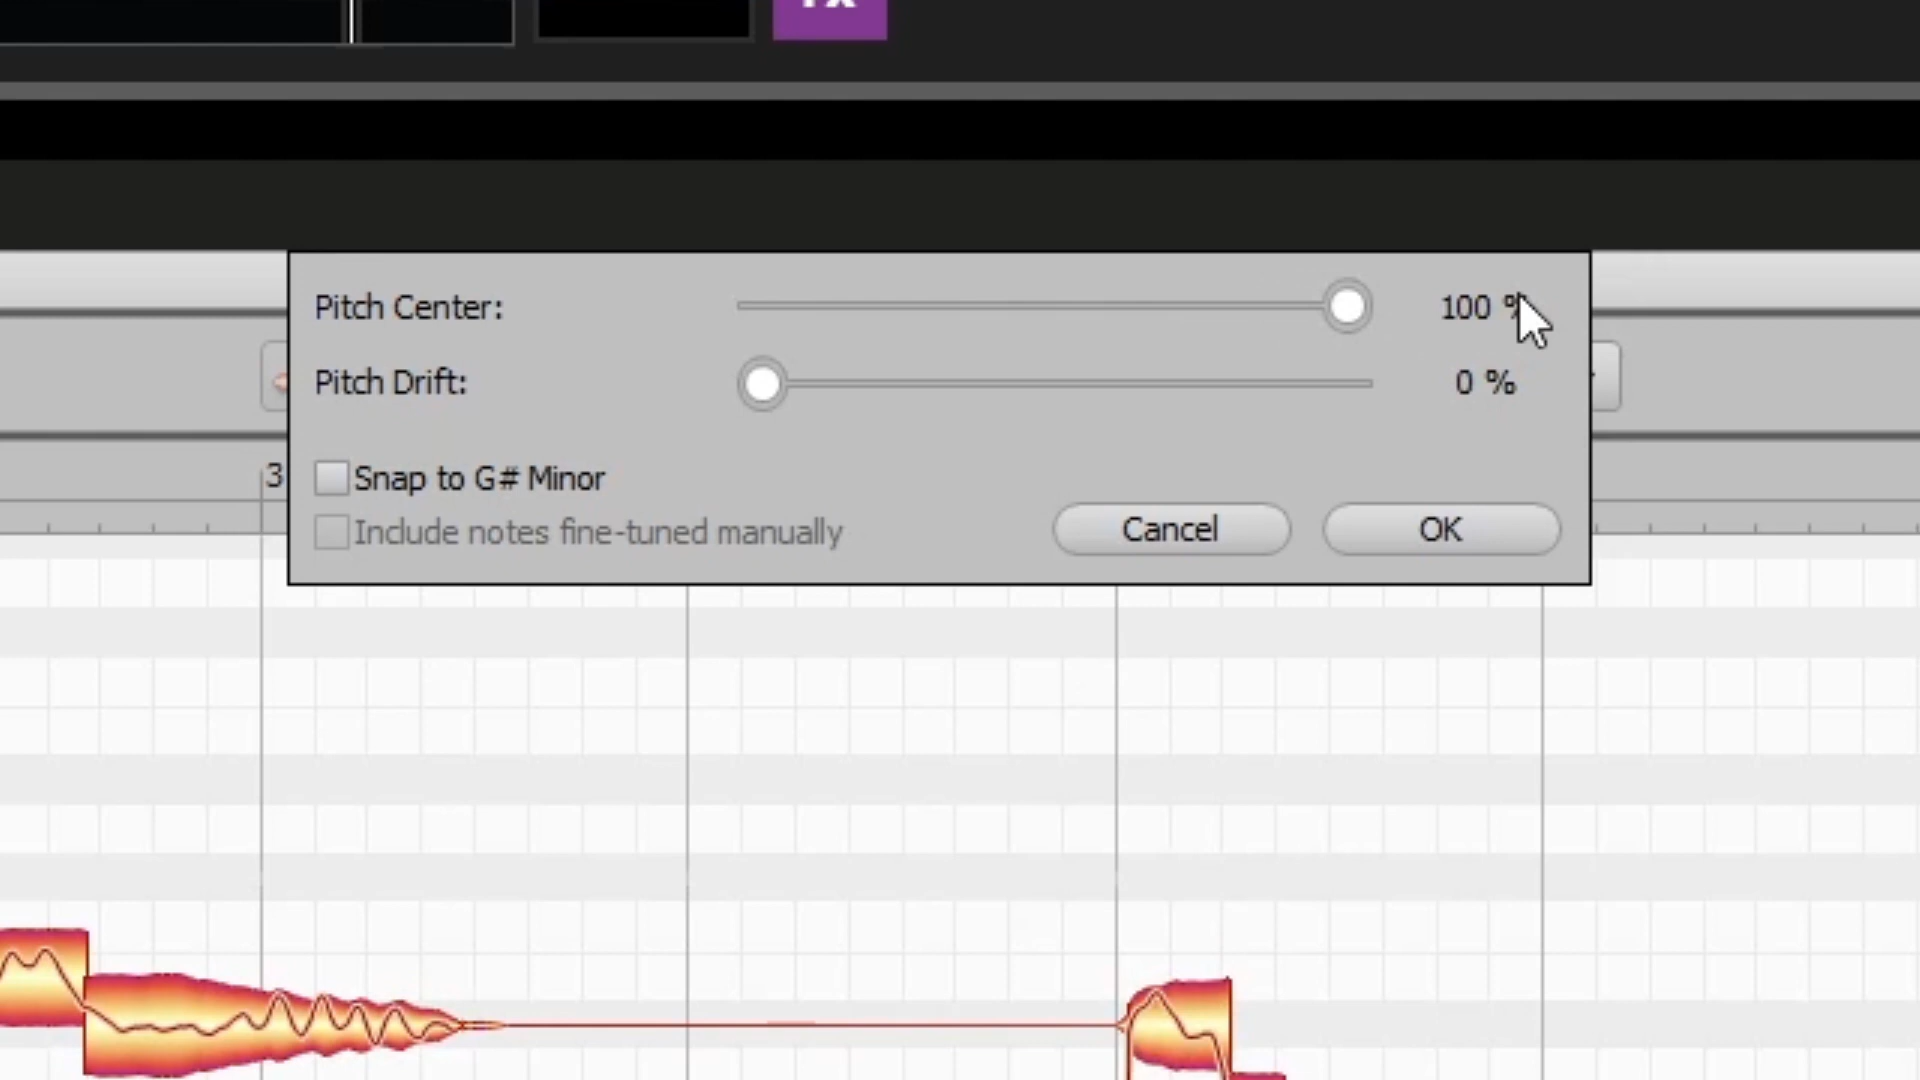 Pitch Center: 100 %
Pitch Drift: 0 %
3
Snap to G# Minor
Include notes fine-tuned manually
Cancel OK